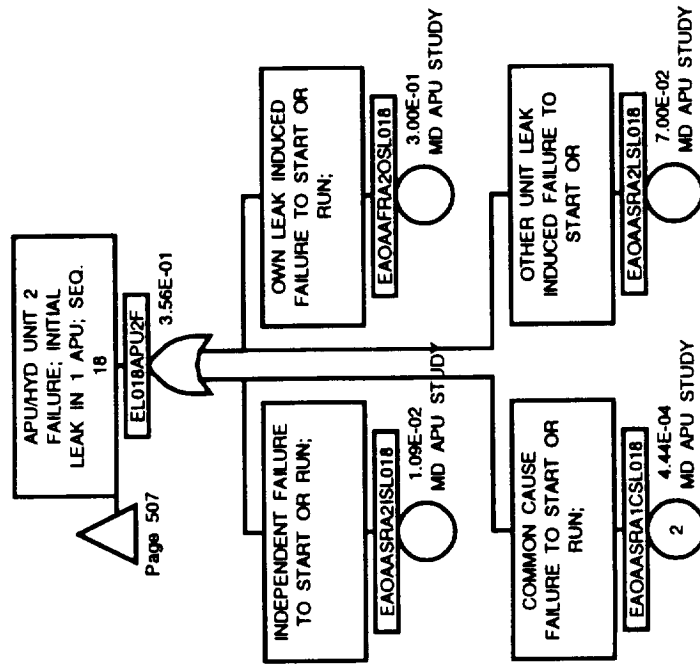 APU/HYD UNIT 2
FAILURE; INITIAL
LEAK IN 1 APU; SEQ.
18
EL018APU2F
3.56E-01
Page 507
INDEPENDENT FAILURE
TO START OR RUN;
EAOAASRA2ISL018
1.09E-02
MD APU STUDY
OWN LEAK INDUCED
FAILURE TO START OR
RUN;
EAOAAFRA2OSL018
3.00E-01
MD APU STUDY
COMMON CAUSE
FAILURE TO START OR
RUN;
EAOAASRA1CSL018
2
4.44E-04
MD APU STUDY
OTHER UNIT LEAK
INDUCED FAILURE TO
START OR
EAOAASRA2LSL018
7.00E-02
MD APU STUDY